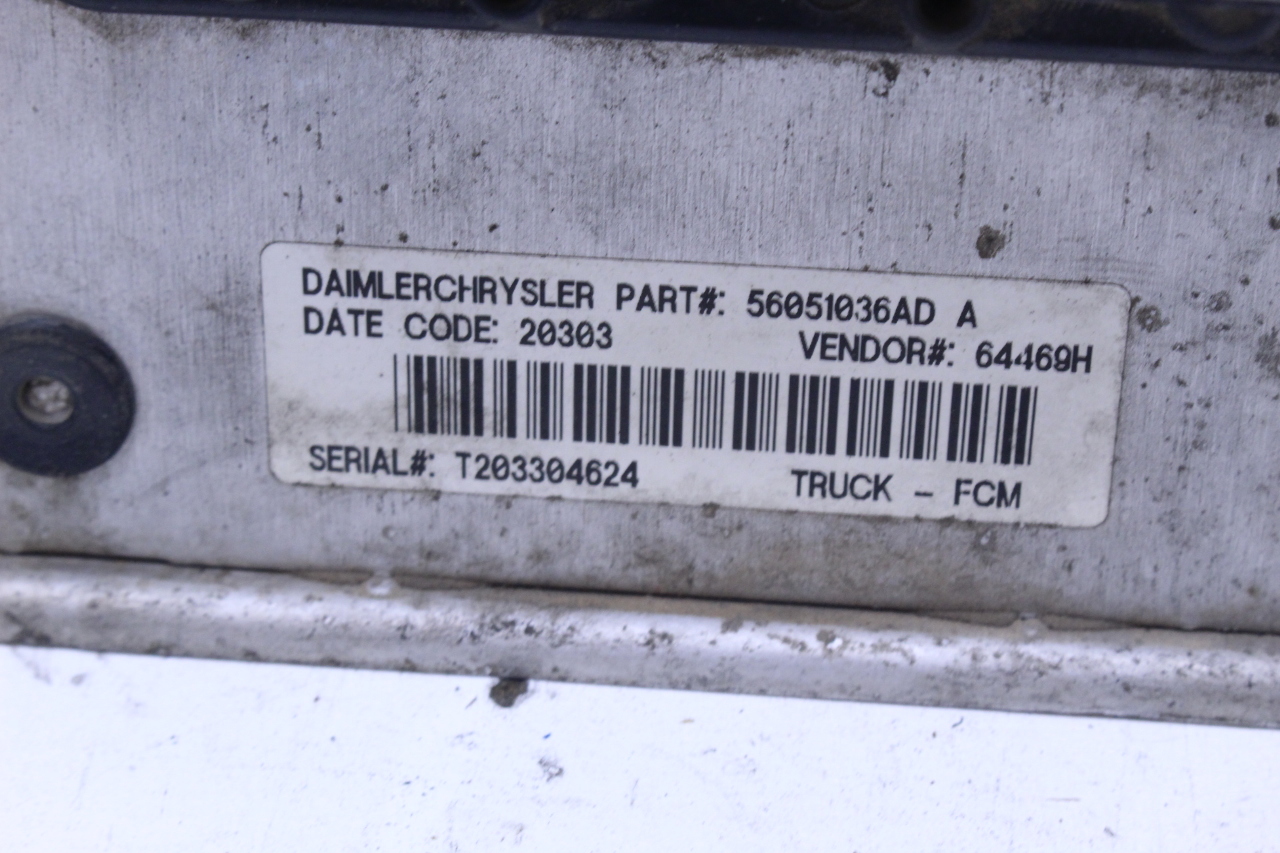 DAIMLERCHRYSLER PART#: 56051036AD A
DATE CODE: 20303 VENDOR#: 64469H
SERIAL#: T203304624 TRUCK - FCM